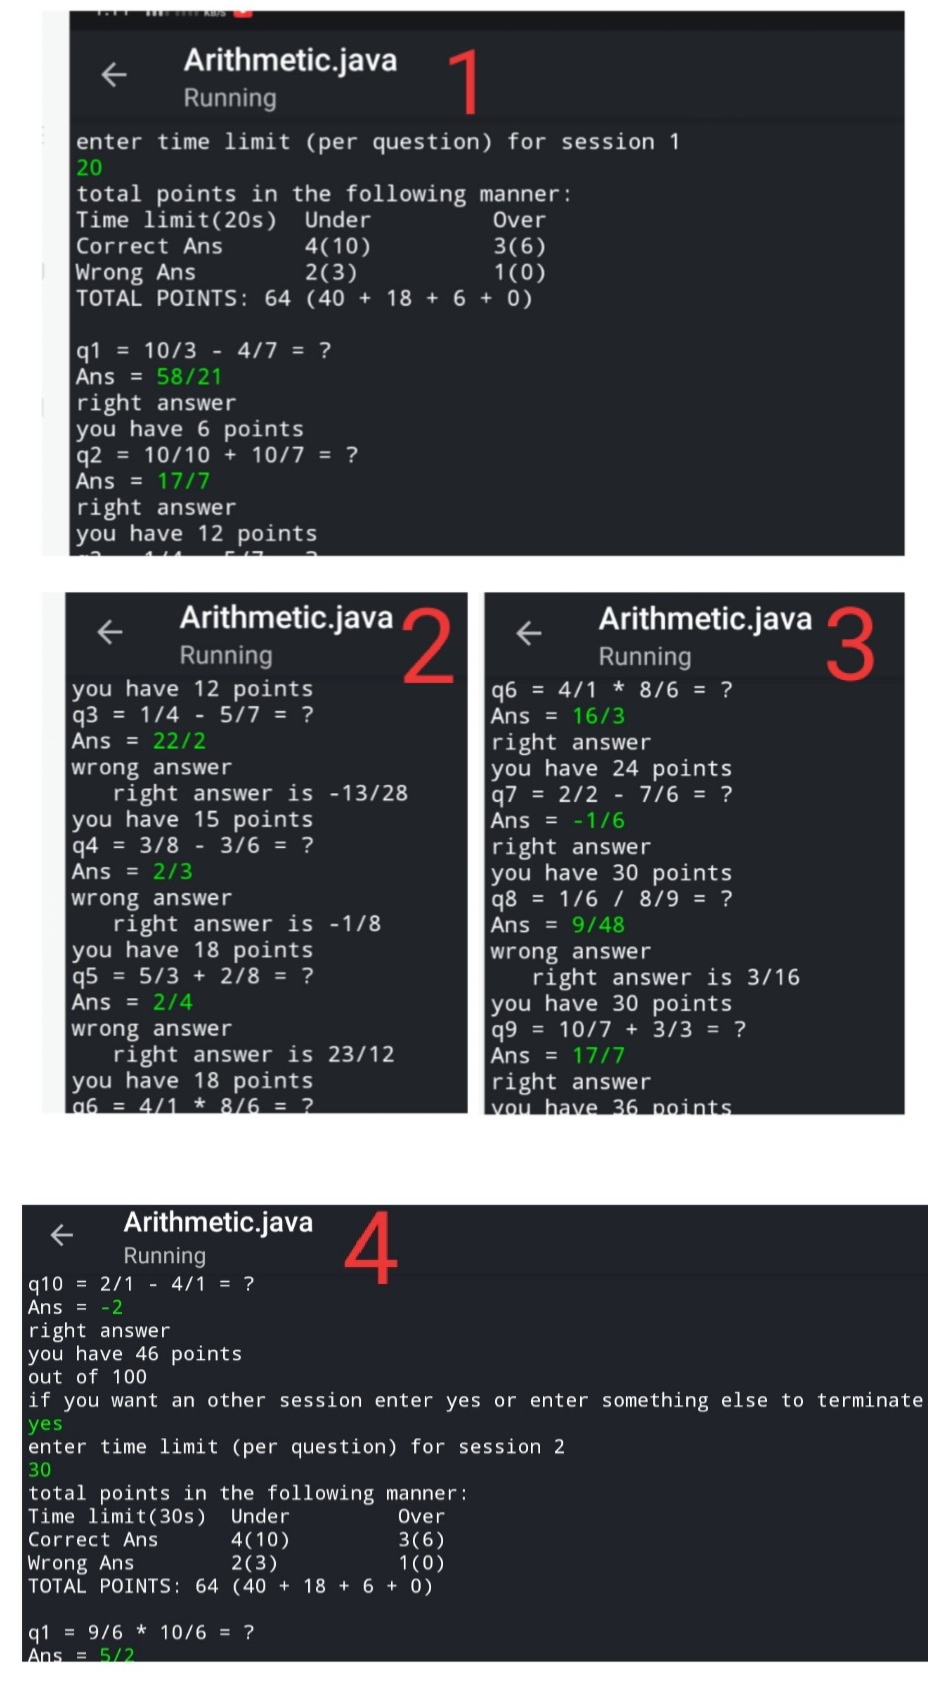 Arithmetic.java 1
Running
enter time limit (per question) for session 1
20
total points in the following manner:
Time limit(20s) Under Over
Correct Ans 4(10) 3(6)
Wrong Ans 2(3) 1(0)
TOTAL POINTS: 64 (40 + 18 + 6 + 0)
q1 = 10/3 - 4/7 = ?
Ans = 58/21
right answer
you have 6 points
q2 = 10/10 + 10/7 = ?
Ans = 17/7
right answer
you have 12 points
Arithmetic.java 2
Running
you have 12 points
q3 = 1/4 - 5/7 = ?
Ans = 22/2
wrong answer
right answer is -13/28
you have 15 points
q4 = 3/8 - 3/6 = ?
Ans = 2/3
wrong answer
right answer is -1/8
you have 18 points
q5 = 5/3 + 2/8 = ?
Ans = 2/4
wrong answer
right answer is 23/12
you have 18 points
q6 = 4/1 * 8/6 = ?
Arithmetic.java 3
Running
q6 = 4/1 * 8/6 = ?
Ans = 16/3
right answer
you have 24 points
q7 = 2/2 - 7/6 = ?
Ans = -1/6
right answer
you have 30 points
q8 = 1/6 / 8/9 = ?
Ans = 9/48
wrong answer
right answer is 3/16
you have 30 points
q9 = 10/7 + 3/3 = ?
Ans = 17/7
right answer
you have 36 points
Arithmetic.java 4
Running
q10 = 2/1 - 4/1 = ?
Ans = -2
right answer
you have 46 points
out of 100
if you want an other session enter yes or enter something else to terminate
yes
enter time limit (per question) for session 2
30
total points in the following manner:
Time limit(30s) Under Over
Correct Ans 4(10) 3(6)
Wrong Ans 2(3) 1(0)
TOTAL POINTS: 64 (40 + 18 + 6 + 0)
q1 = 9/6 * 10/6 = ?
Ans = 5/2